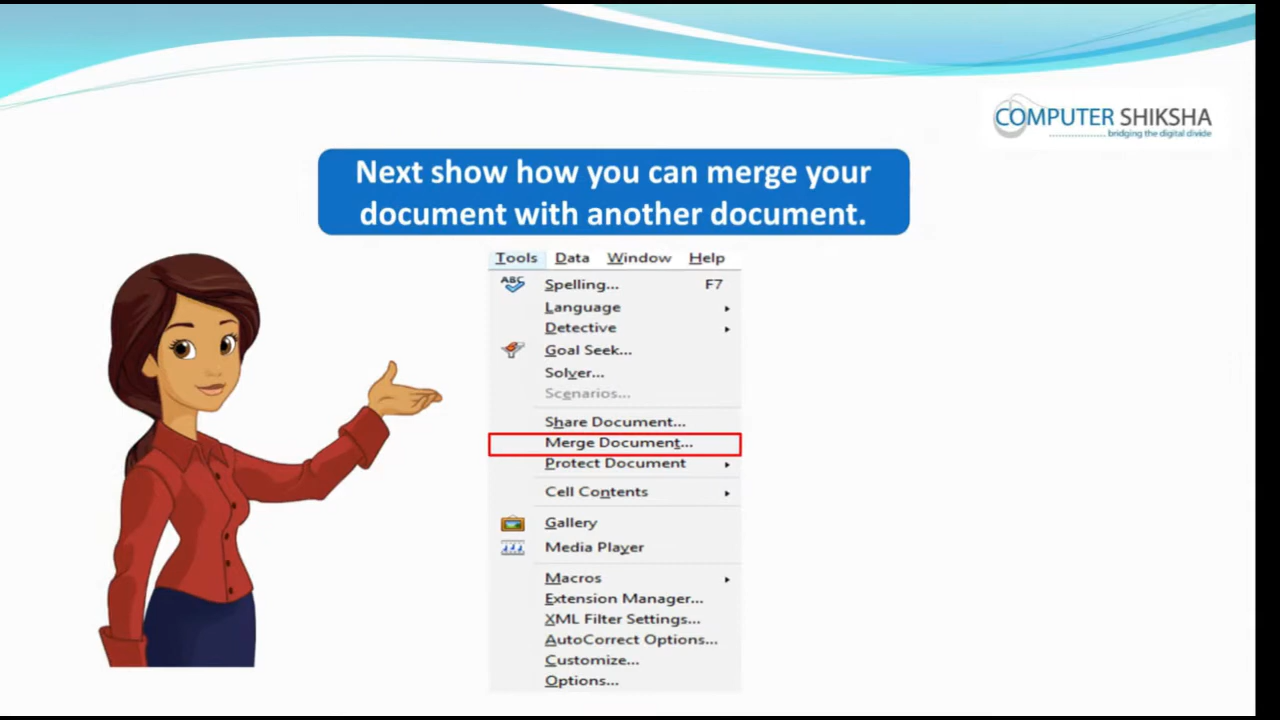 COMPUTER SHIKSHA
bridging the digital divide
Next show how you can merge your
document with another document.
Tools Data Window Help
ABC Spelling... F7
Language
Detective
Goal Seek...
Solver...
Scenarios...
Share Document...
Merge Document...
Protect Document
Cell Contents
Gallery
Media Player
Macros
Extension Manager...
XML Filter Settings...
AutoCorrect Options...
Customize...
Options...